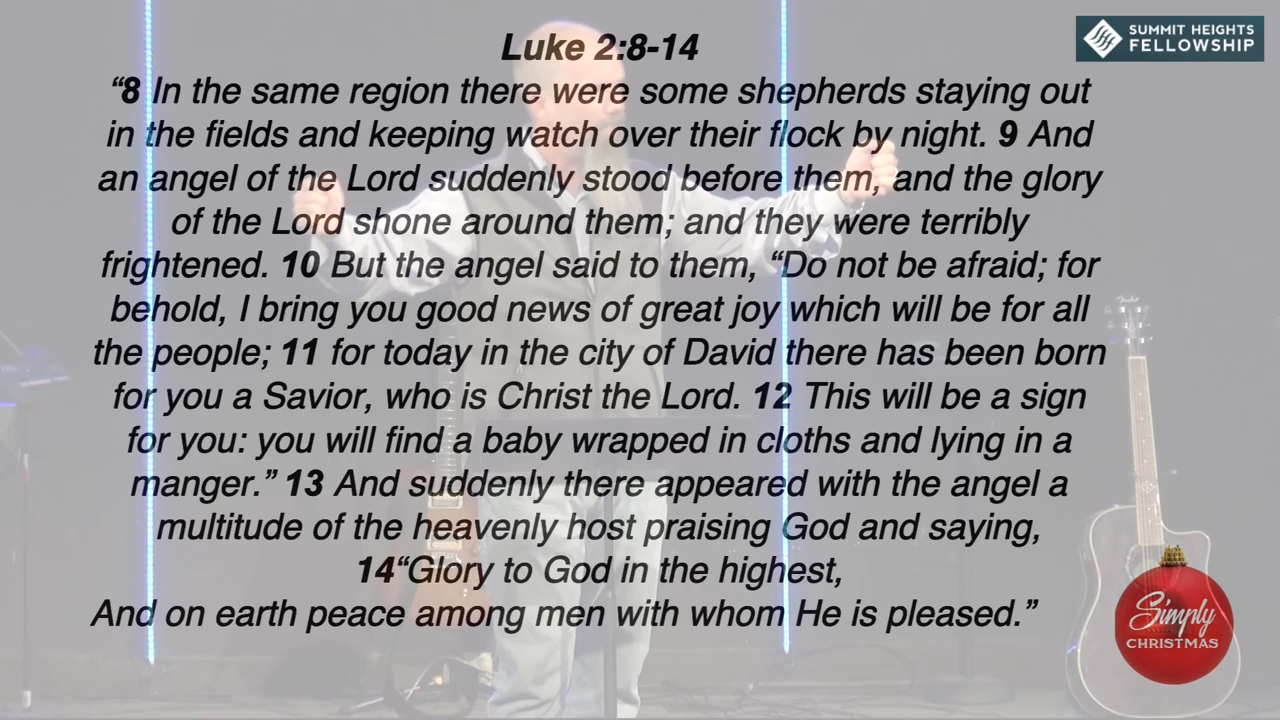 SUMMIT HEIGHTS
FELLOWSHIP
Luke 2:8-14
“8 In the same region there were some shepherds staying out
in the fields and keeping watch over their flock by night. 9 And
an angel of the Lord suddenly stood before them, and the glory
of the Lord shone around them; and they were terribly
frightened. 10 But the angel said to them, “Do not be afraid; for
behold, I bring you good news of great joy which will be for all
the people; 11 for today in the city of David there has been born
for you a Savior, who is Christ the Lord. 12 This will be a sign
for you: you will find a baby wrapped in cloths and lying in a
manger.” 13 And suddenly there appeared with the angel a
multitude of the heavenly host praising God and saying,
14“Glory to God in the highest,
And on earth peace among men with whom He is pleased.”
Simply
CHRISTMAS